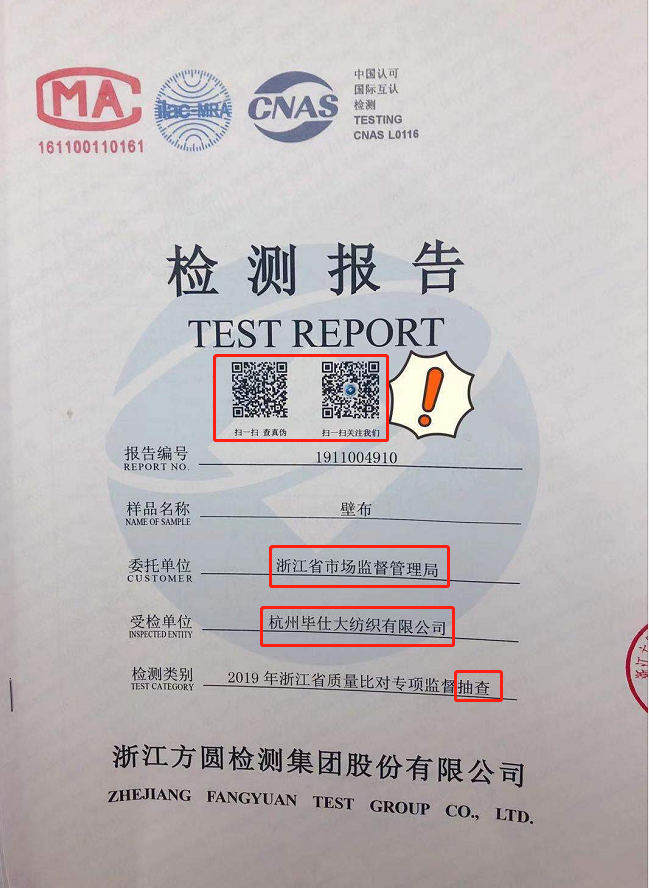 MA
161100110161
ilac-MRA
CNAS
中国认可
国际互认
检测
TESTING
CNAS L0116
检测报告
TEST REPORT
扫一扫 查真伪
扫一扫关注我们
报告编号
REPORT NO.
1911004910
样品名称
NAME OF SAMPLE
壁布
委托单位
CUSTOMER
浙江省市场监督管理局
受检单位
INSPECTED ENTITY
杭州毕仕大纺织有限公司
检测类别
TEST CATEGORY
2019 年浙江省质量比对专项监督抽查
浙江方圆检测集团股份有限公司
ZHEJIANG FANGYUAN TEST GROUP CO., LTD.